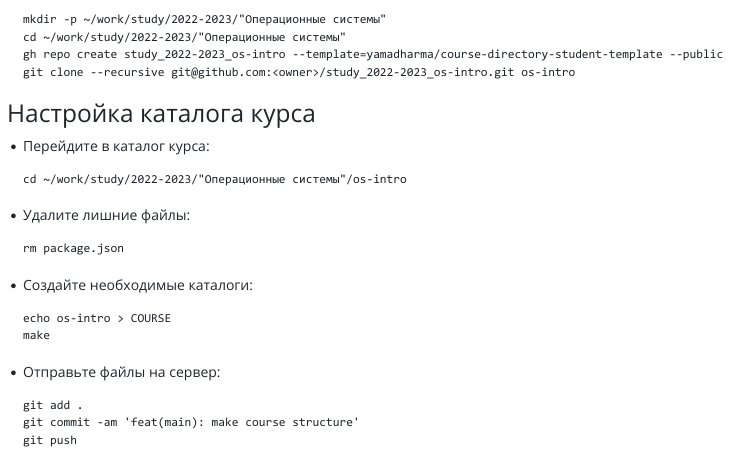 mkdir -p ~/work/study/2022-2023/"Операционные системы"
cd ~/work/study/2022-2023/"Операционные системы"
gh repo create study_2022-2023_os-intro --template=yamadharma/course-directory-student-template --public
git clone --recursive git@github.com:<owner>/study_2022-2023_os-intro.git os-intro
Настройка каталога курса
• Перейдите в каталог курса:
cd ~/work/study/2022-2023/"Операционные системы"/os-intro
• Удалите лишние файлы:
rm package.json
• Создайте необходимые каталоги:
echo os-intro > COURSE
make
• Отправьте файлы на сервер:
git add .
git commit -am 'feat(main): make course structure'
git push